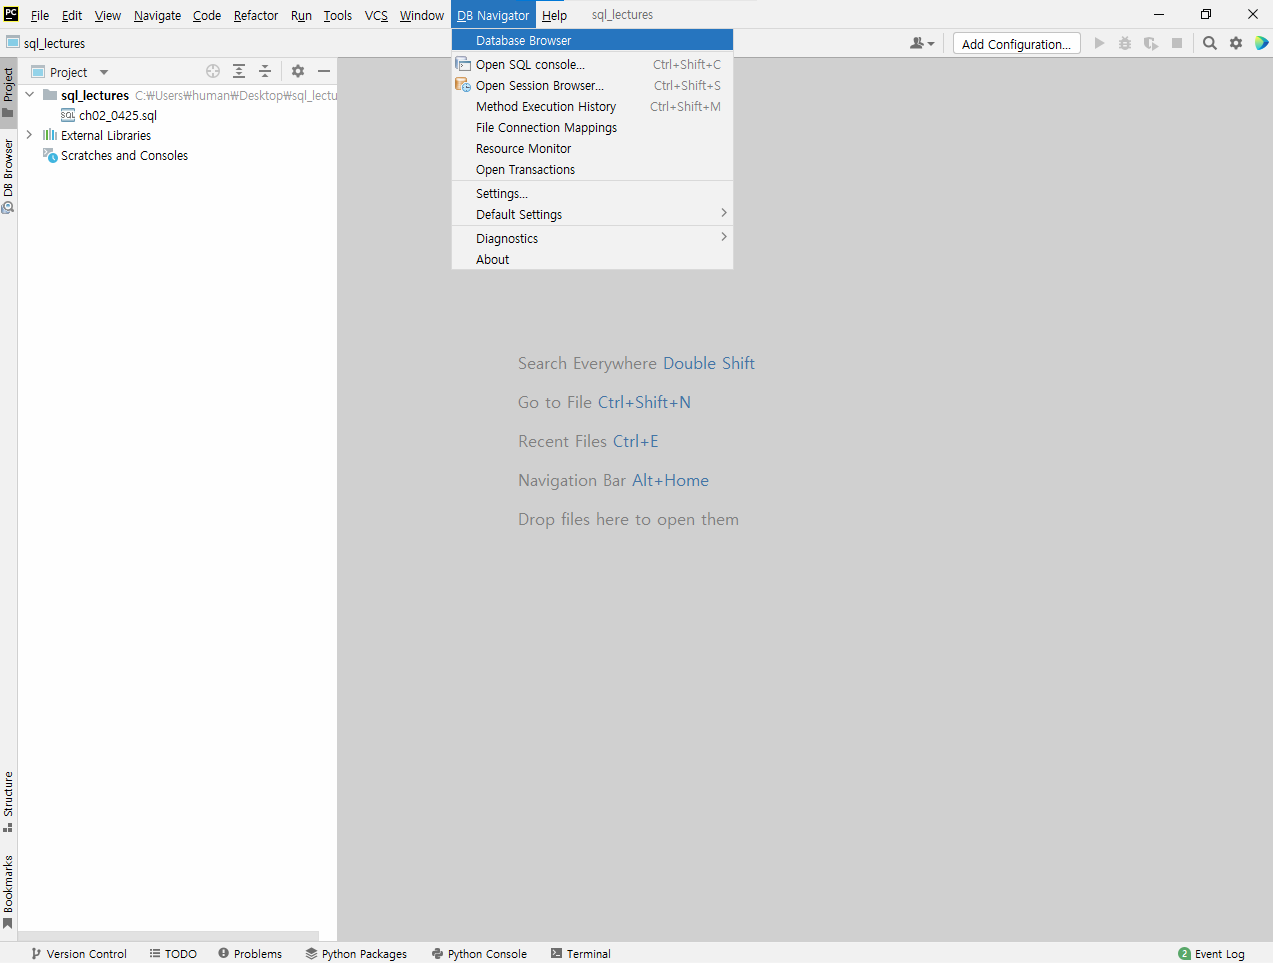 PC File Edit View Navigate Code Refactor Run Tools VCS Window DB Navigator Help sql_lectures
sql_lectures
Add Configuration...
Project
Database Browser
Open SQL console... Ctrl+Shift+C
Open Session Browser... Ctrl+Shift+S
Method Execution History Ctrl+Shift+M
File Connection Mappings
Resource Monitor
Open Transactions
Settings...
Default Settings
Diagnostics
About
sql_lectures C:₩Users₩human₩Desktop₩sql_lectu
SQL ch02_0425.sql
External Libraries
Scratches and Consoles
Project
DB Browser
Structure
Bookmarks
Search Everywhere Double Shift
Go to File Ctrl+Shift+N
Recent Files Ctrl+E
Navigation Bar Alt+Home
Drop files here to open them
Version Control TODO Problems Python Packages Python Console Terminal 2 Event Log